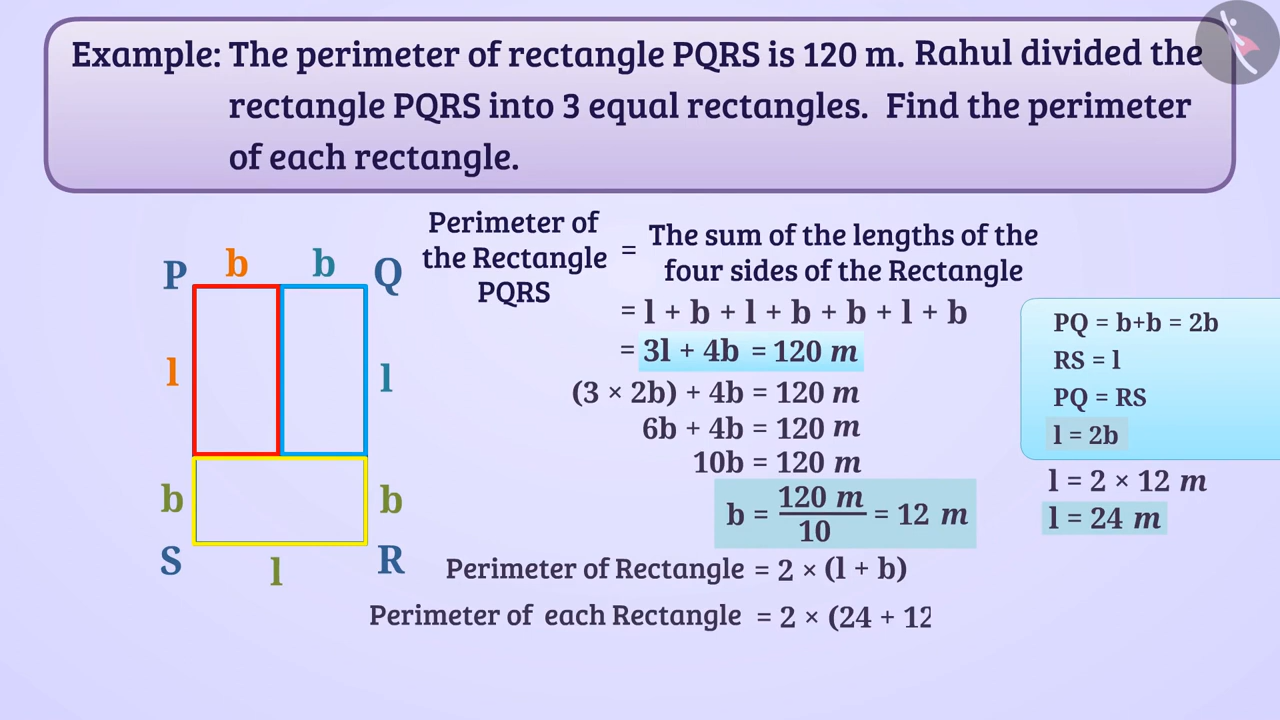 Example: The perimeter of rectangle PQRS is 120 m. Rahul divided the
rectangle PQRS into 3 equal rectangles. Find the perimeter
of each rectangle.
Perimeter of
the Rectangle
PQRS
= The sum of the lengths of the
four sides of the Rectangle
= l + b + l + b + b + l + b
= 3l + 4b = 120 m
(3 × 2b) + 4b = 120 m
6b + 4b = 120 m
10b = 120 m
b = 120 m / 10 = 12 m
PQ = b+b = 2b
RS = l
PQ = RS
l = 2b
l = 2 × 12 m
l = 24 m
P b b Q
l l
b b
S l R
Perimeter of Rectangle = 2 × (l + b)
Perimeter of each Rectangle = 2 × (24 + 12